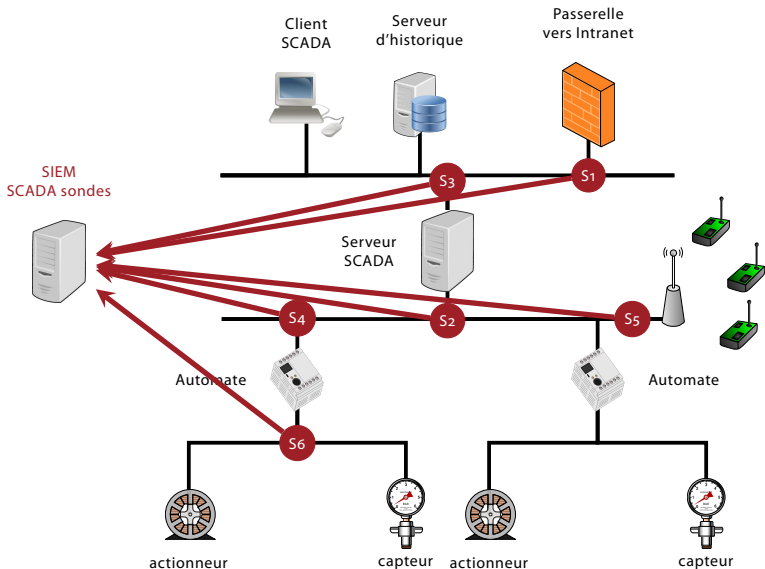 Client
SCADA
Serveur
d'historique
Passerelle
vers Intranet
SIEM
SCADA sondes
S3
S1
Serveur
SCADA
S4
S2
S5
Automate
Automate
S6
actionneur
capteur
actionneur
capteur